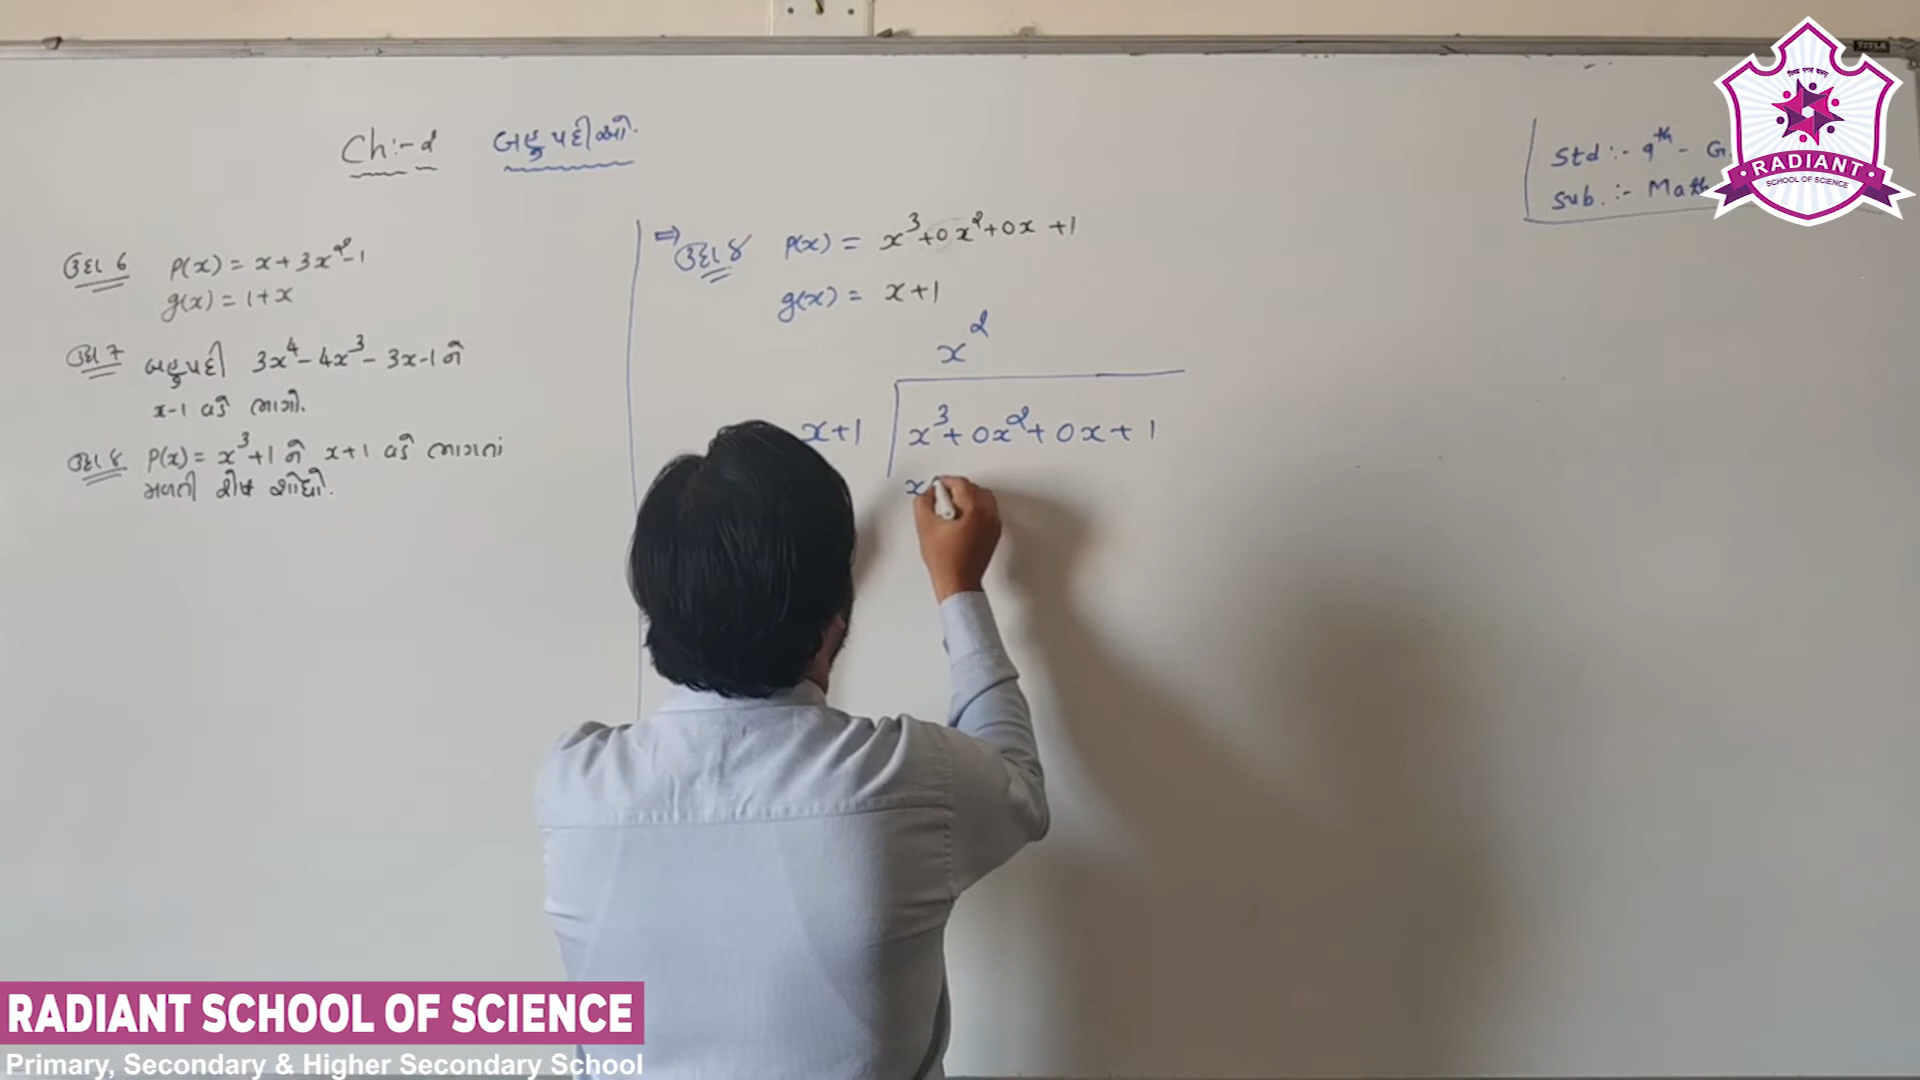 Ch:- ૨ બહુપદીઓ.
Std :- 9th - G
Sub. :- Math
ઉદા 6 P(x) = x + 3x² - 1
g(x) = 1 + x
ઉદા 7 બહુપદી 3x⁴ - 4x³ - 3x - 1 ને
x-1 વડે ભાગો.
ઉદા 8 P(x) = x³ + 1 ને x + 1 વડે ભાગતાં
મળતી શેષ શોધો.
⇒ ઉદા ૪ P(x) = x³ + 0x² + 0x + 1
g(x) = x + 1
x²
x+1 x³ + 0x² + 0x + 1
x
RADIANT
SCHOOL OF SCIENCE
RADIANT SCHOOL OF SCIENCE
Primary, Secondary & Higher Secondary School